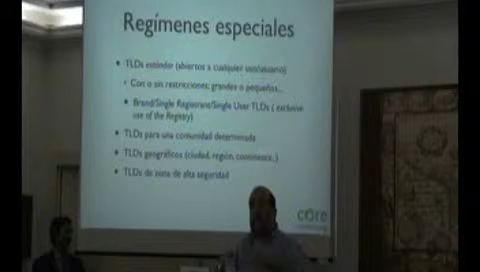 Regímenes especiales
TLDs estándar (abiertos a cualquier uso/usuario)
Con o sin restricciones; grandes o pequeños...
Brand/Single Registrant/Single User TLDs ( exclusive
use of the Registry)
TLDs para una comunidad determinada
TLDs geográficos (ciudad, región, continente..)
TLDs de zona de alta seguridad
core